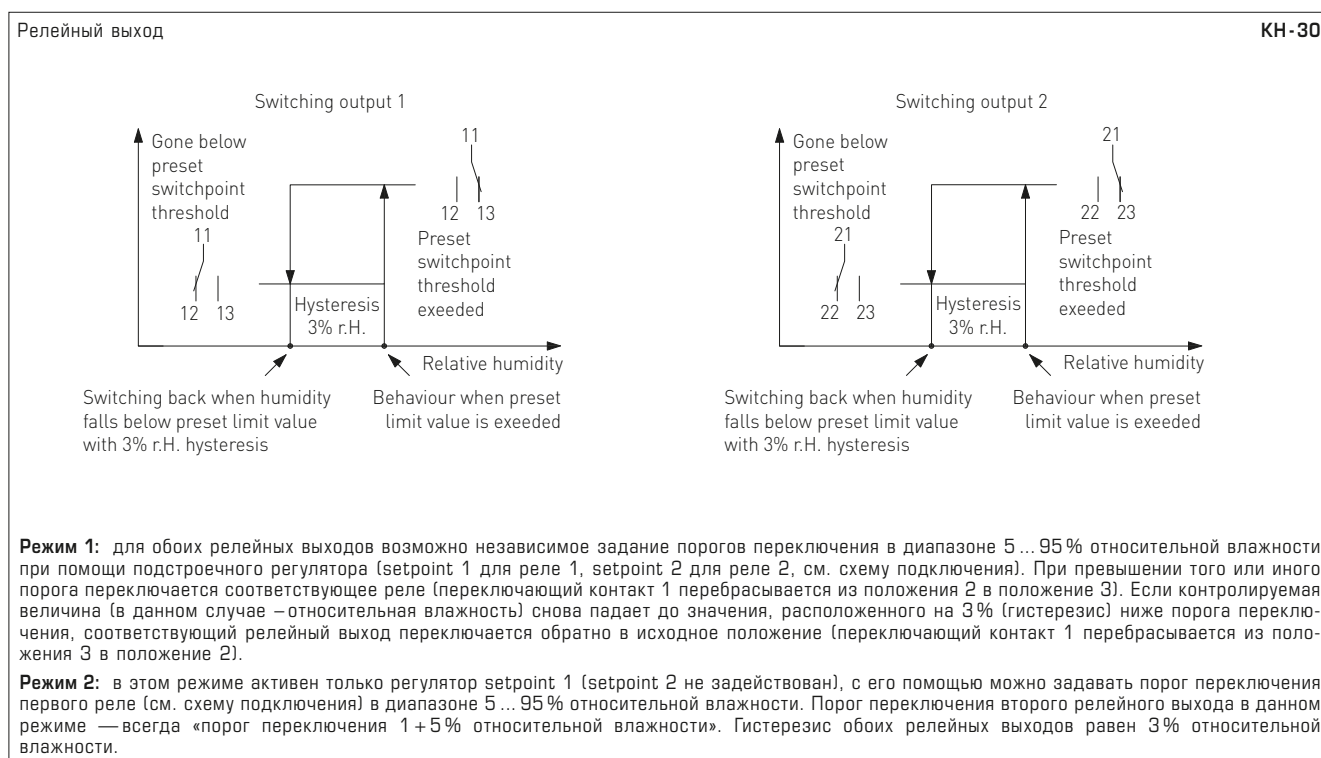 Релейный выход
KH-30
Switching output 1
Gone below
preset
switchpoint
threshold
11
12 13
11
12 13
Preset
switchpoint
threshold
exeeded
Hysteresis
3% r.H.
Relative humidity
Switching back when humidity
falls below preset limit value
with 3% r.H. hysteresis
Behaviour when preset
limit value is exeeded
Switching output 2
Gone below
preset
switchpoint
threshold
21
22 23
21
22 23
Preset
switchpoint
threshold
exeeded
Hysteresis
3% r.H.
Relative humidity
Switching back when humidity
falls below preset limit value
with 3% r.H. hysteresis
Behaviour when preset
limit value is exeeded
Режим 1: для обоих релейных выходов возможно независимое задание порогов переключения в диапазоне 5 ... 95 % относительной влажности
при помощи подстроечного регулятора (setpoint 1 для реле 1, setpoint 2 для реле 2, см. схему подключения). При превышении того или иного
порога переключается соответствующее реле (переключающий контакт 1 перебрасывается из положения 2 в положение 3). Если контролируемая
величина (в данном случае – относительная влажность) снова падает до значения, расположенного на 3 % (гистерезис) ниже порога переклю-
чения, соответствующий релейный выход переключается обратно в исходное положение (переключающий контакт 1 перебрасывается из поло-
жения 3 в положение 2).
Режим 2: в этом режиме активен только регулятор setpoint 1 (setpoint 2 не задействован), с его помощью можно задавать порог переключения
первого реле (см. схему подключения) в диапазоне 5 ... 95 % относительной влажности. Порог переключения второго релейного выхода в данном
режиме — всегда «порог переключения 1 + 5 % относительной влажности». Гистерезис обоих релейных выходов равен 3 % относительной
влажности.